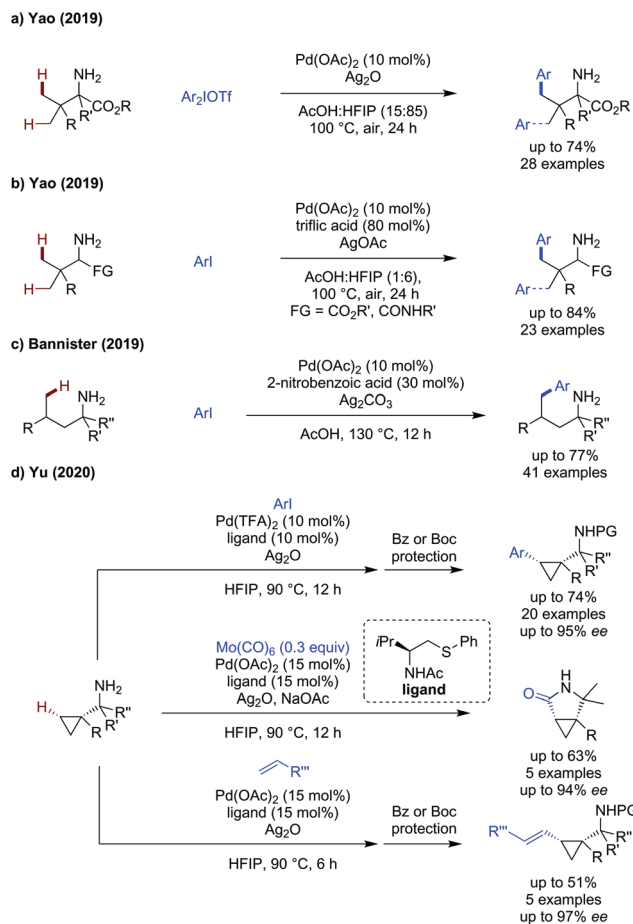 a) Yao (2019)
H NH2
R' CO2R
H R
Ar2IOTf
Pd(OAc)2 (10 mol%)
Ag2O
AcOH:HFIP (15:85)
100 °C, air, 24 h
Ar NH2
R' CO2R
Ar R
up to 74%
28 examples
b) Yao (2019)
H NH2
FG
H R
ArI
Pd(OAc)2 (10 mol%)
triflic acid (80 mol%)
AgOAc
AcOH:HFIP (1:6),
100 °C, air, 24 h
FG = CO2R', CONHR'
Ar NH2
FG
Ar R
up to 84%
23 examples
c) Bannister (2019)
H NH2
R''
R R'
ArI
Pd(OAc)2 (10 mol%)
2-nitrobenzoic acid (30 mol%)
Ag2CO3
AcOH, 130 °C, 12 h
Ar NH2
R''
R R'
up to 77%
41 examples
d) Yu (2020)
ArI
Pd(TFA)2 (10 mol%)
ligand (10 mol%)
Ag2O
HFIP, 90 °C, 12 h
Bz or Boc
protection
NHPG
Ar R''
R'
R
up to 74%
20 examples
up to 95% ee
Mo(CO)6 (0.3 equiv)
Pd(OAc)2 (15 mol%)
ligand (15 mol%)
Ag2O, NaOAc
HFIP, 90 °C, 12 h
iPr S Ph
NHAc
ligand
NH2
H R''
R'
R
H
N
O
R
up to 63%
5 examples
up to 94% ee
R'''
Pd(OAc)2 (15 mol%)
ligand (15 mol%)
Ag2O
HFIP, 90 °C, 6 h
Bz or Boc
protection
NHPG
R''' R''
R'
R
up to 51%
5 examples
up to 97% ee